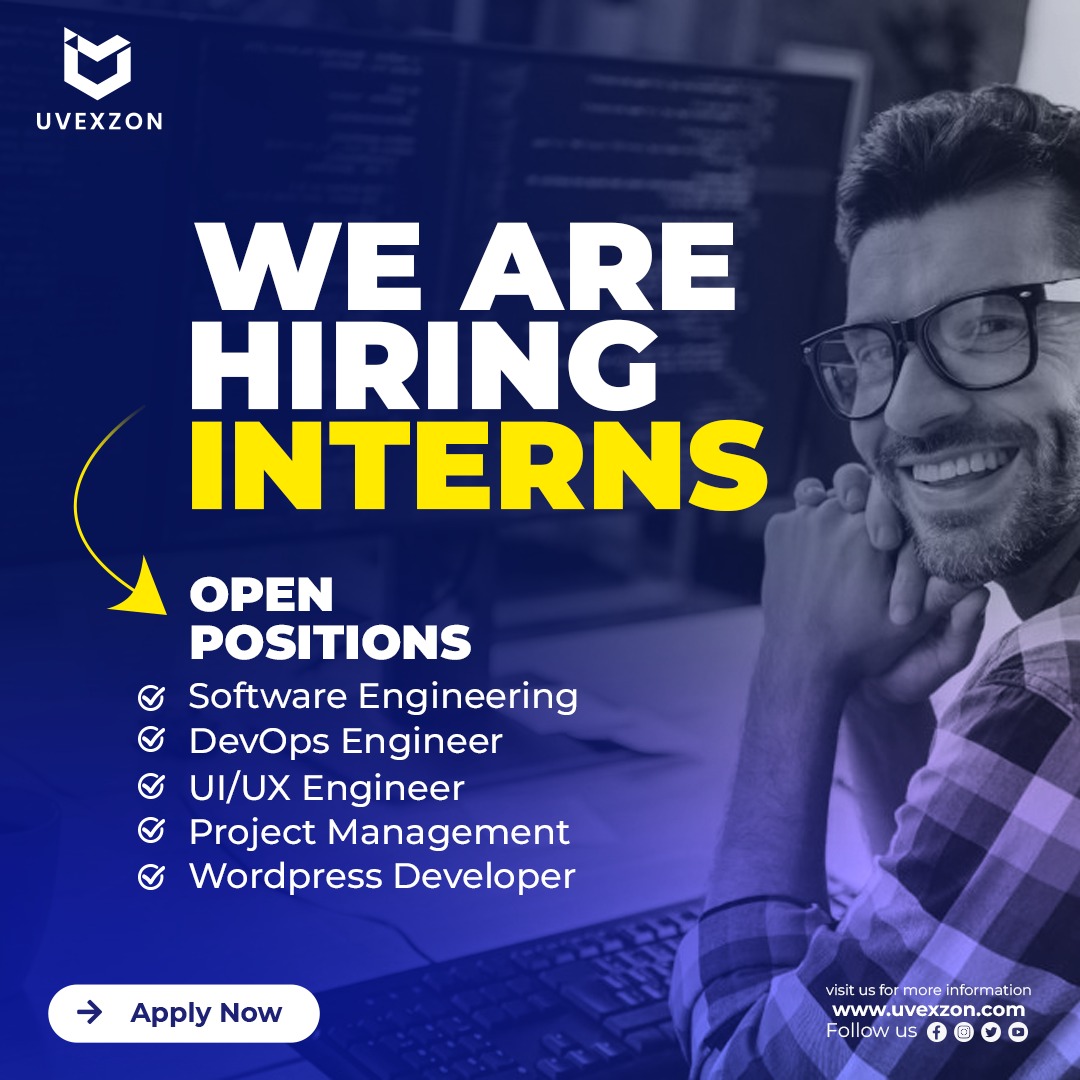 UVEXZON
WE ARE
HIRING
INTERNS
OPEN
POSITIONS
Software Engineering
DevOps Engineer
UI/UX Engineer
Project Management
Wordpress Developer
Apply Now
visit us for more information
www.uvexzon.com
Follow us